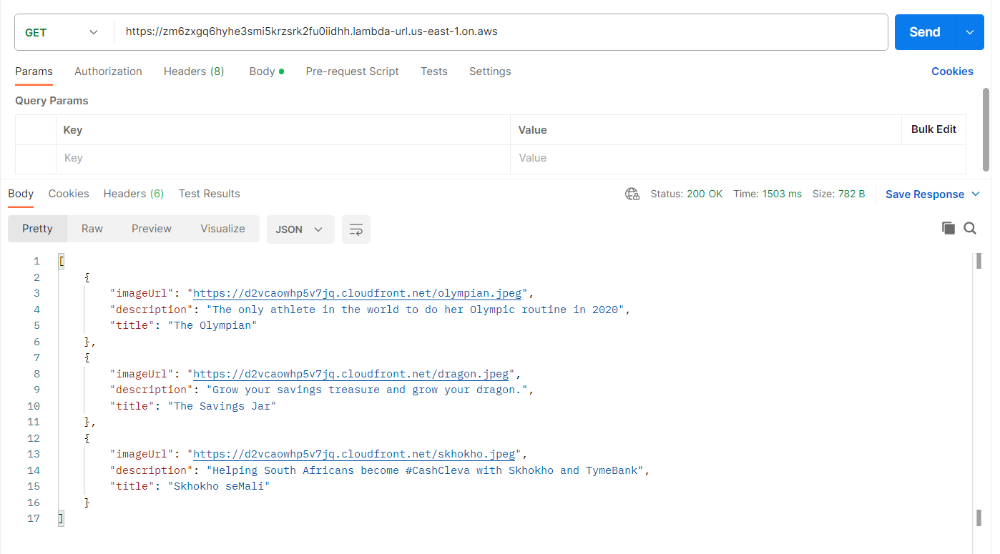 GET https://zm6zxgq6hyhe3smi5krzsrk2fu0iidhh.lambda-url.us-east-1.on.aws Send
Params Authorization Headers (8) Body Pre-request Script Tests Settings Cookies
Query Params
Key Value Bulk Edit
Key Value
Body Cookies Headers (6) Test Results Status: 200 OK Time: 1503 ms Size: 782 B Save Response
Pretty Raw Preview Visualize JSON
1 [
2 {
3 "imageUrl": "https://d2vcaowhp5v7jq.cloudfront.net/olympian.jpeg",
4 "description": "The only athlete in the world to do her Olympic routine in 2020",
5 "title": "The Olympian"
6 },
7 {
8 "imageUrl": "https://d2vcaowhp5v7jq.cloudfront.net/dragon.jpeg",
9 "description": "Grow your savings treasure and grow your dragon.",
10 "title": "The Savings Jar"
11 },
12 {
13 "imageUrl": "https://d2vcaowhp5v7jq.cloudfront.net/skhokho.jpeg",
14 "description": "Helping South Africans become #CashCleva with Skhokho and TymeBank",
15 "title": "Skhokho seMali"
16 }
17 ]